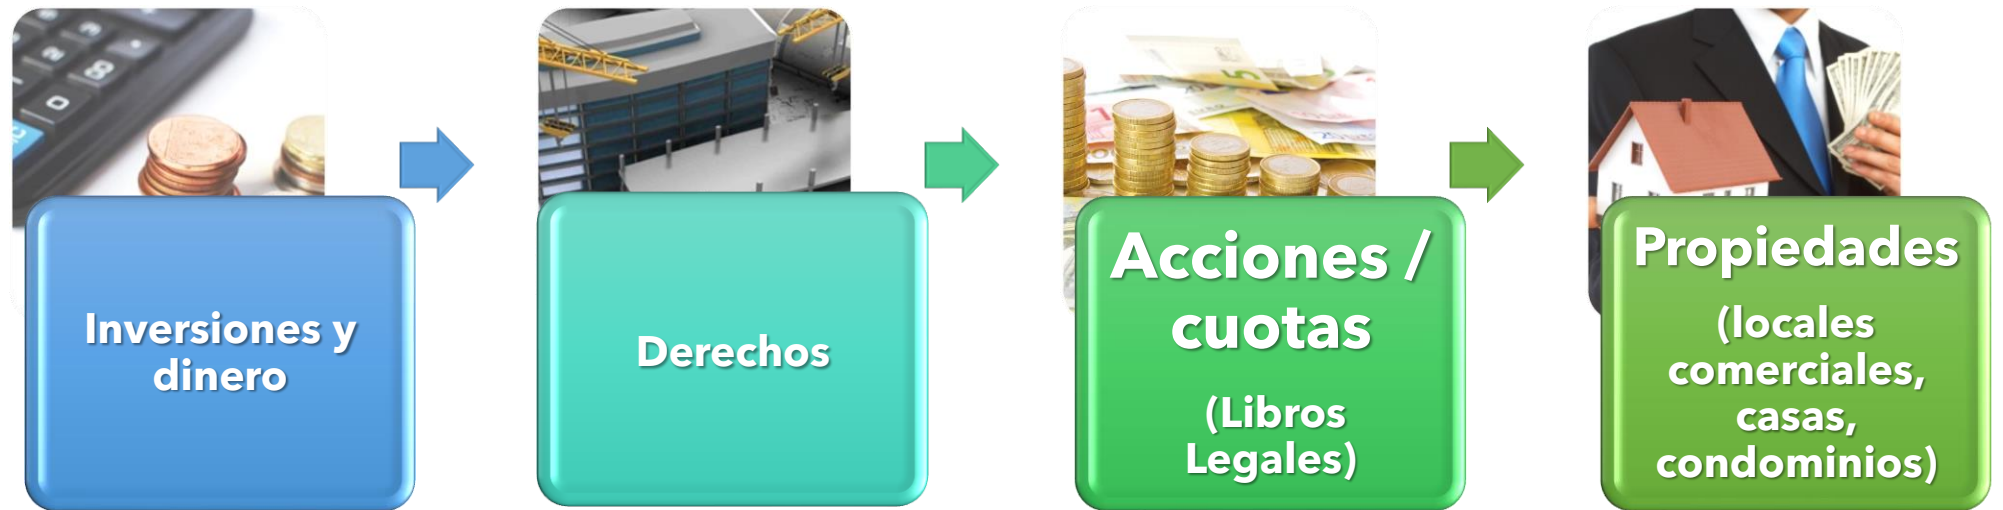 Inversiones y
dinero
Derechos
Acciones /
cuotas
(Libros
Legales)
Propiedades
(locales
comerciales,
casas,
condominios)